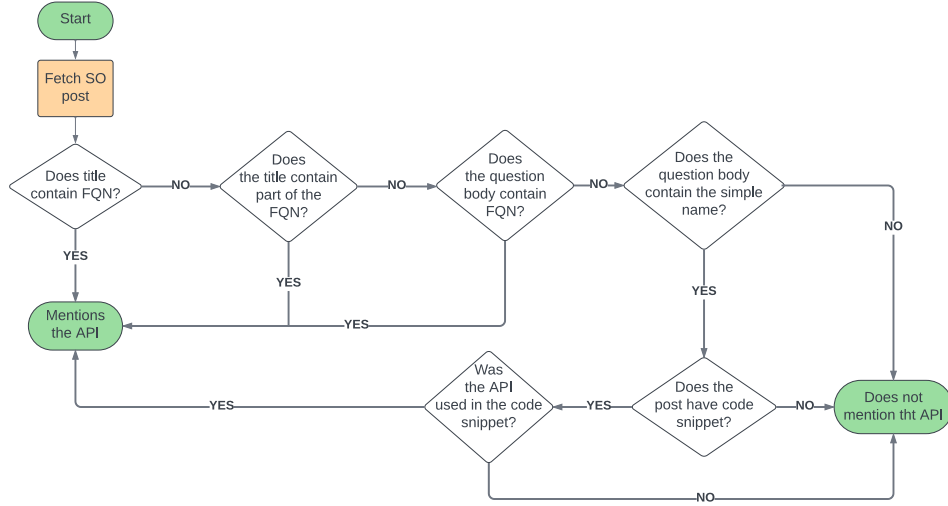 Start
Fetch SO
post
Does title
contain FQN?
NO
Does
the title contain
part of the
FQN?
NO
Does
the question
body contain
FQN?
NO
Does the
question body
contain the simple
name?
NO
YES
YES
YES
YES
Mentions
the API
Was
the API
used in the code
snippet?
YES
YES
Does the
post have code
snippet?
NO
Does not
mention tht API
NO